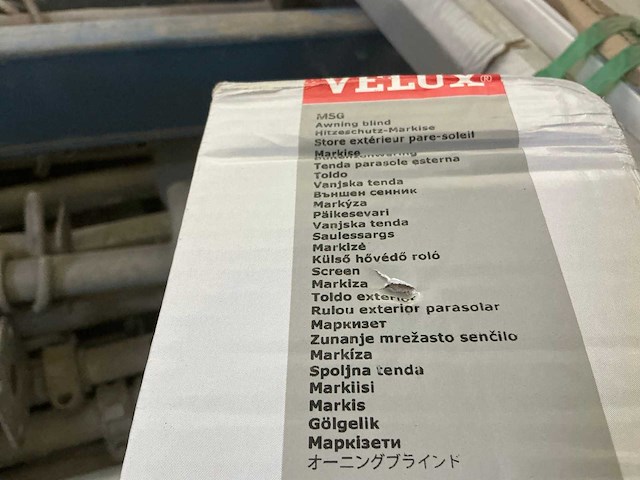 VELUX®
MSG
Awning blind
Hitzeschutz-Markise
Store extérieur pare-soleil
Markise
Tenda parasole esterna
Toldo
Vanjska tenda
Външен сенник
Markýza
Päikesevari
Vanjska tenda
Saulessargs
Markizė
Külső hővédő roló
Screen
Markiza
Toldo exterior
Rulou exterior parasolar
Маркизет
Zunanje mrežasto senčilo
Markíza
Spoljna tenda
Markiisi
Markis
Gölgelik
Маркізети
オーニングブラインド